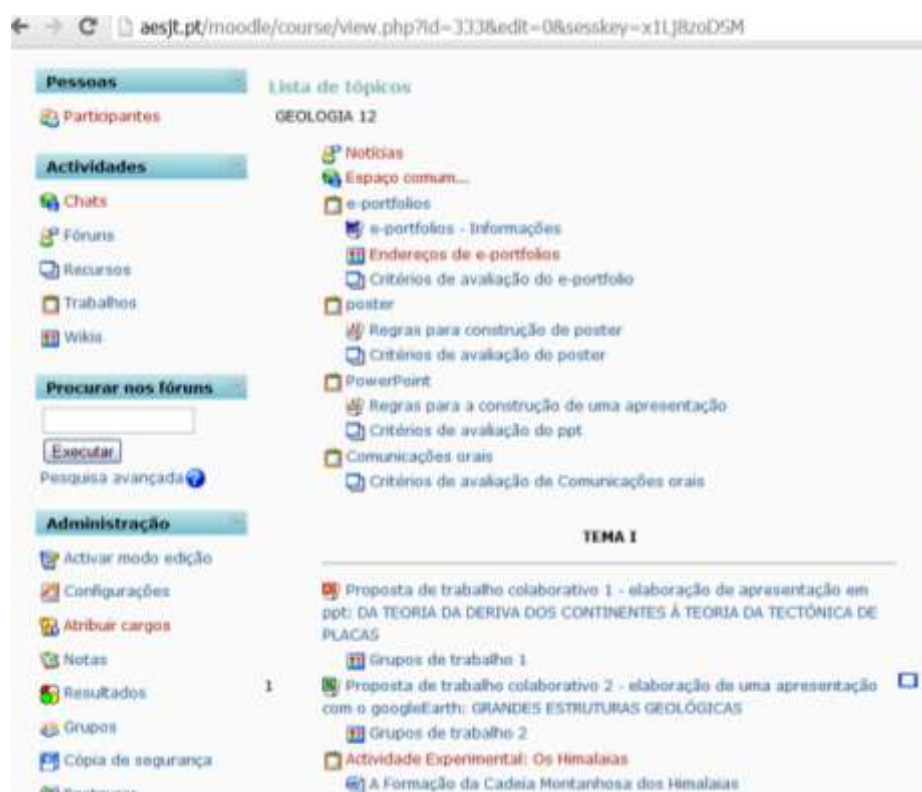 aesjt.pt/moodle/course/view.php?id=333&edit=0&sesskey=x1LJ8zoDSM
Pessoas
Participantes
Actividades
Chats
Fóruns
Recursos
Trabalhos
Wikis
Procurar nos fóruns
Executar
Pesquisa avançada
Administração
Activar modo edição
Configurações
Atribuir cargos
Notas
Resultados
Grupos
Cópia de segurança
Lista de tópicos
GEOLOGIA 12
Notícias
Espaço comum...
e-portfolios
e-portfolios - Informações
Endereços de e-portfolios
Critérios de avaliação do e-portfolio
poster
Regras para construção de poster
Critérios de avaliação do poster
PowerPoint
Regras para a construção de uma apresentação
Critérios de avaliação do ppt
Comunicações orais
Critérios de avaliação de Comunicações orais
TEMA I
1
Proposta de trabalho colaborativo 1 - elaboração de apresentação em
ppt: DA TEORIA DA DERIVA DOS CONTINENTES À TEORIA DA TECTÓNICA DE
PLACAS
Grupos de trabalho 1
Proposta de trabalho colaborativo 2 - elaboração de uma apresentação
com o googleEarth: GRANDES ESTRUTURAS GEOLÓGICAS
Grupos de trabalho 2
Actividade Experimental: Os Himalaias
A Formação da Cadeia Montanhosa dos Himalaias